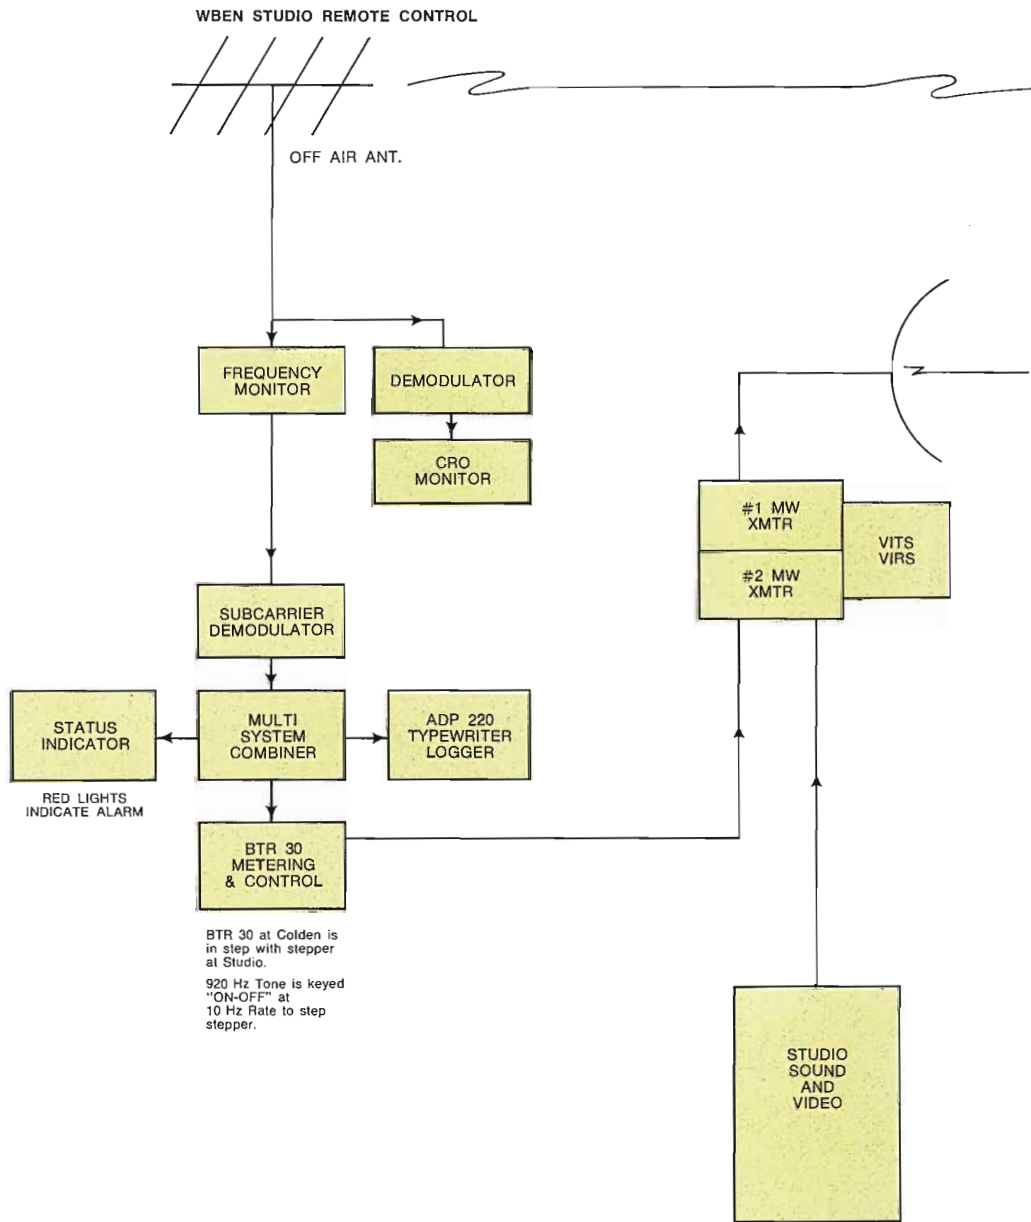 WBEN STUDIO REMOTE CONTROL
OFF AIR ANT.
FREQUENCY
MONITOR
DEMODULATOR
CRO
MONITOR
#1 MW
XMTR
#2 MW
XMTR
VITS
VIRS
SUBCARRIER
DEMODULATOR
STATUS
INDICATOR
MULTI
SYSTEM
COMBINER
ADP 220
TYPEWRITER
LOGGER
RED LIGHTS
INDICATE ALARM
BTR 30
METERING
& CONTROL
BTR 30 at Colden is
in step with stepper
at Studio.
920 Hz Tone is keyed
"ON-OFF" at
10 Hz Rate to step
stepper.
STUDIO
SOUND
AND
VIDEO